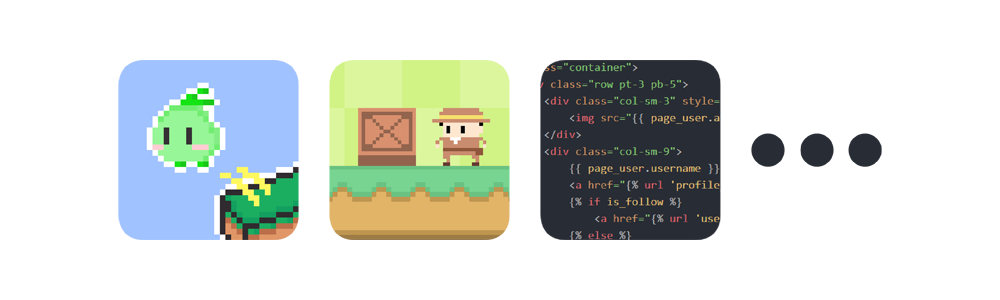 ss="container">
class="row pt-3 pb-5">
<div class="col-sm-3" style=
<img src="{{ page_user.a
</div>
<div class="col-sm-9">
{{ page_user.username }}
<a href="{% url 'profile
{% if is_follow %}
<a href="{% url 'use
{% else %}